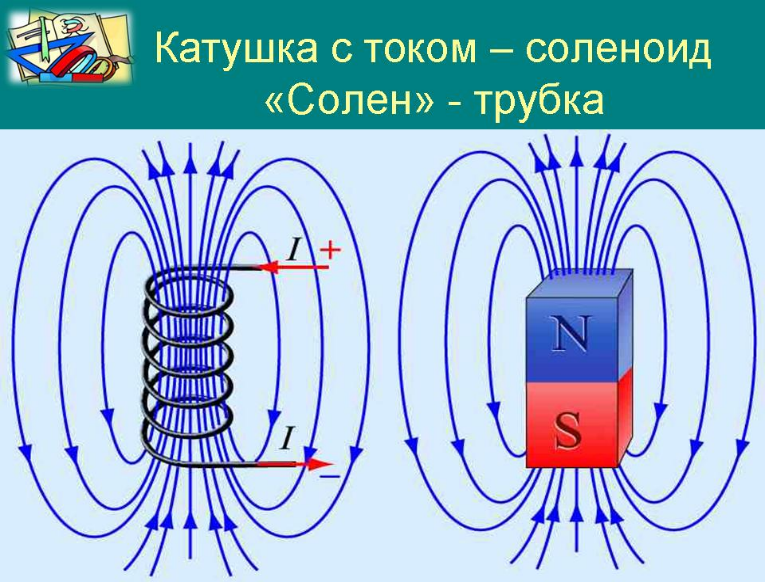 Катушка с током – соленоид
«Солен» - трубка
I +
I
–
N
S